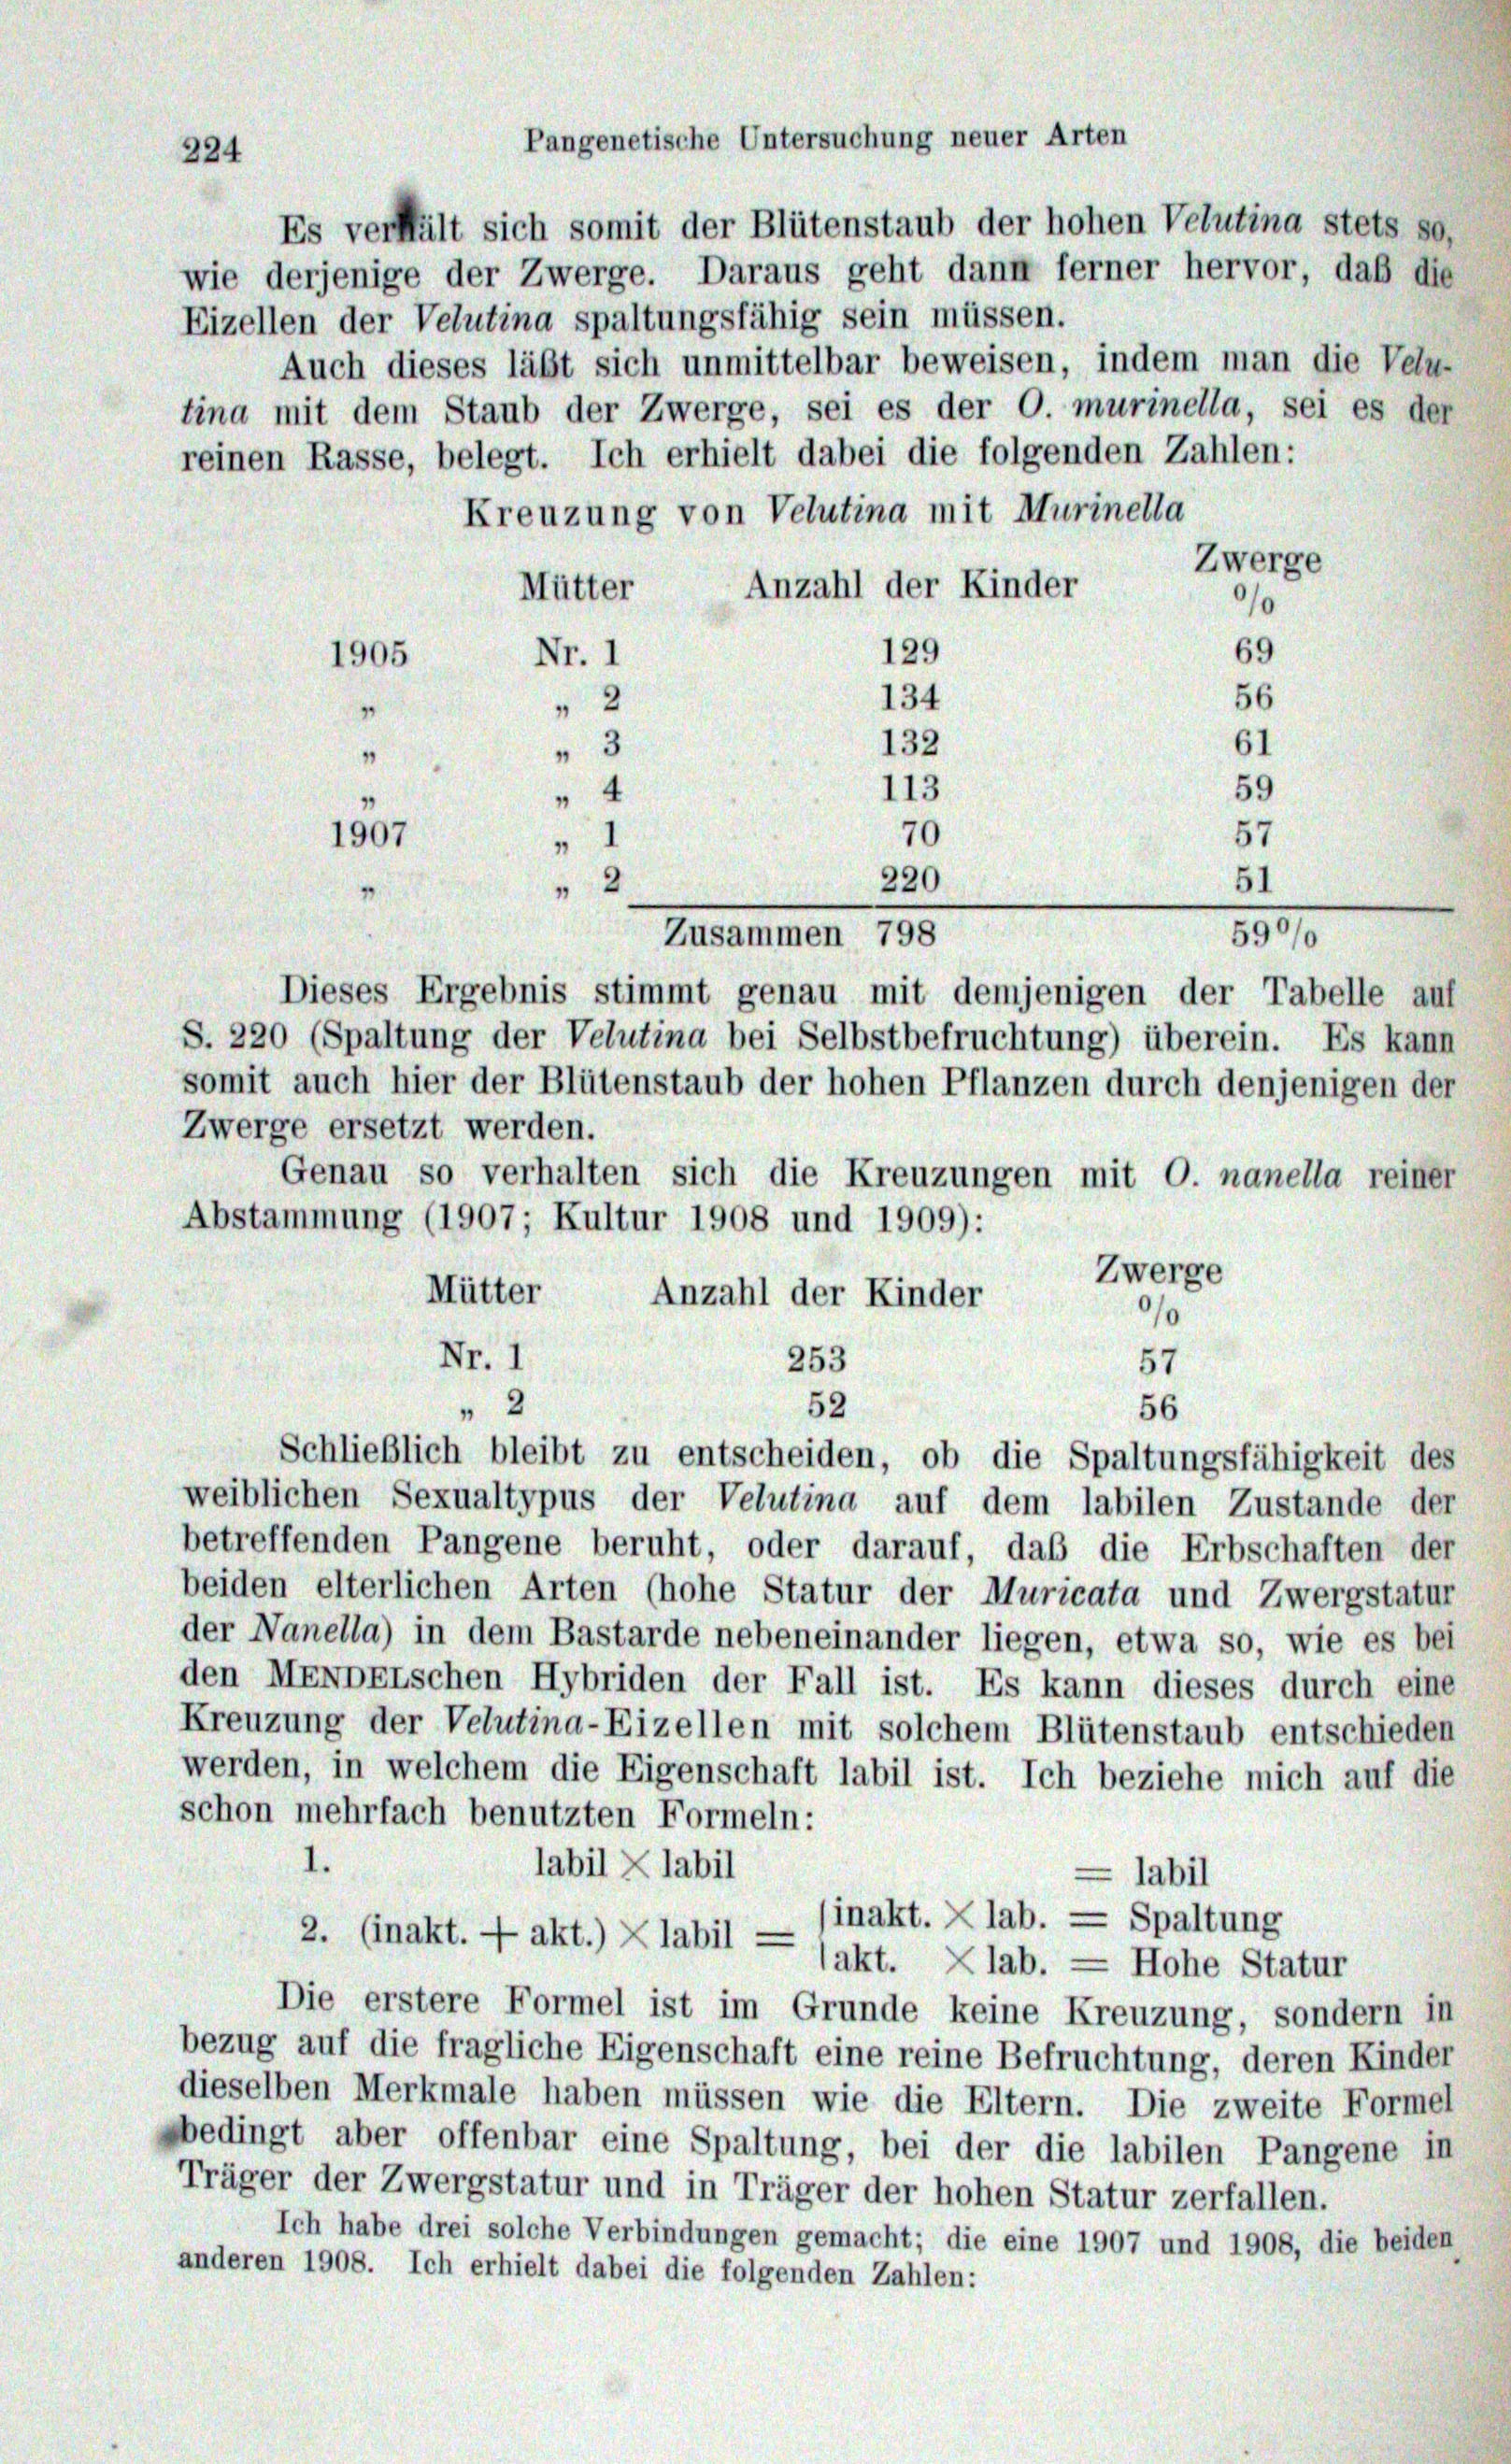 224 Pangenetische Untersuchung neuer Arten
Es verhält sich somit der Blütenstaub der hohen Velutina stets so,
wie derjenige der Zwerge. Daraus geht dann ferner hervor, daß die
Eizellen der Velutina spaltungsfähig sein müssen.
Auch dieses läßt sich unmittelbar beweisen, indem man die Velu-
tina mit dem Staub der Zwerge, sei es der O. murinella, sei es der
reinen Rasse, belegt. Ich erhielt dabei die folgenden Zahlen:
Kreuzung von Velutina mit Murinella
Mütter Anzahl der Kinder Zwerge
%
1905 Nr. 1 129 69
„ „ 2 134 56
„ „ 3 132 61
„ „ 4 113 59
1907 „ 1 70 57
„ „ 2 220 51
Zusammen 798 59%
Dieses Ergebnis stimmt genau mit demjenigen der Tabelle auf
S. 220 (Spaltung der Velutina bei Selbstbefruchtung) überein. Es kann
somit auch hier der Blütenstaub der hohen Pflanzen durch denjenigen der
Zwerge ersetzt werden.
Genau so verhalten sich die Kreuzungen mit O. nanella reiner
Abstammung (1907; Kultur 1908 und 1909):
Mütter Anzahl der Kinder Zwerge
%
Nr. 1 253 57
„ 2 52 56
Schließlich bleibt zu entscheiden, ob die Spaltungsfähigkeit des
weiblichen Sexualtypus der Velutina auf dem labilen Zustande der
betreffenden Pangene beruht, oder darauf, daß die Erbschaften der
beiden elterlichen Arten (hohe Statur der Muricata und Zwergstatur
der Nanella) in dem Bastarde nebeneinander liegen, etwa so, wie es bei
den MENDELschen Hybriden der Fall ist. Es kann dieses durch eine
Kreuzung der Velutina-Eizellen mit solchem Blütenstaub entschieden
werden, in welchem die Eigenschaft labil ist. Ich beziehe mich auf die
schon mehrfach benutzten Formeln:
1. labil × labil = labil
2. (inakt. + akt.) × labil = { inakt. × lab. = Spaltung
akt. × lab. = Hohe Statur
Die erstere Formel ist im Grunde keine Kreuzung, sondern in
bezug auf die fragliche Eigenschaft eine reine Befruchtung, deren Kinder
dieselben Merkmale haben müssen wie die Eltern. Die zweite Formel
bedingt aber offenbar eine Spaltung, bei der die labilen Pangene in
Träger der Zwergstatur und in Träger der hohen Statur zerfallen.
Ich habe drei solche Verbindungen gemacht; die eine 1907 und 1908, die beiden
anderen 1908. Ich erhielt dabei die folgenden Zahlen: